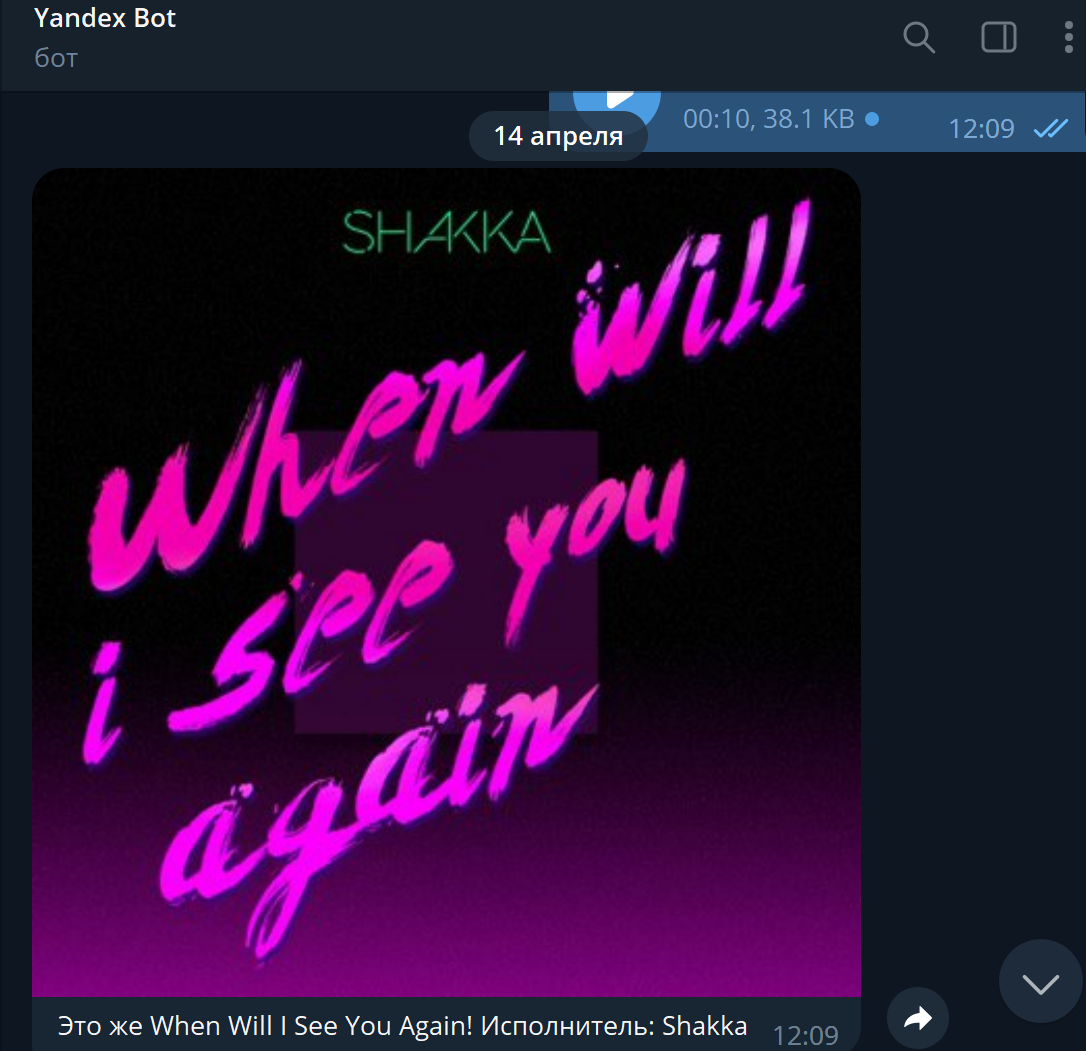 Yandex Bot
бот
00:10, 38.1 KB
12:09
14 апреля
SHAKKA
When will
i see you
again
Это же When Will I See You Again! Исполнитель: Shakka
12:09